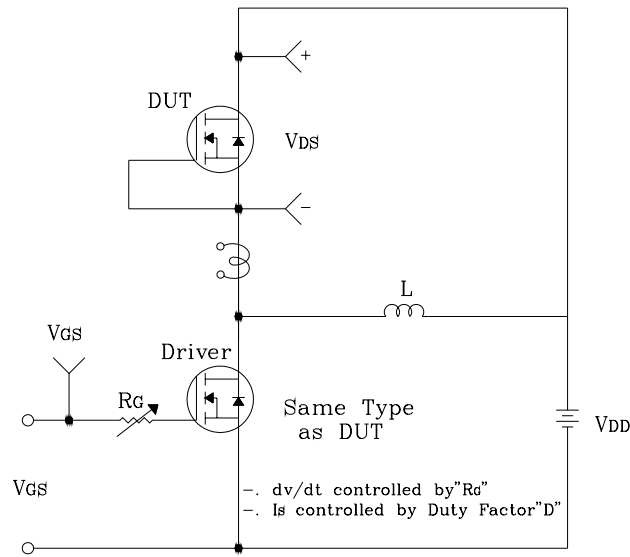 +
DUT
VDS
-
L
VGS
Driver
RG
Same Type
as DUT
VDD
VGS
-. dv/dt controlled by"RG"
-. Is controlled by Duty Factor"D"